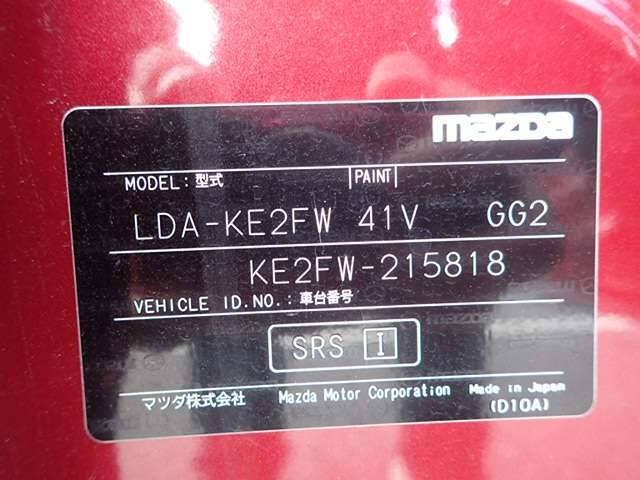 mazda
MODEL:型式 PAINT
LDA-KE2FW 41V GG2
KE2FW-215818
VEHICLE ID.NO.:車台番号
SRS I
マツダ株式会社 Mazda Motor Corporation Made in Japan
(D10A)